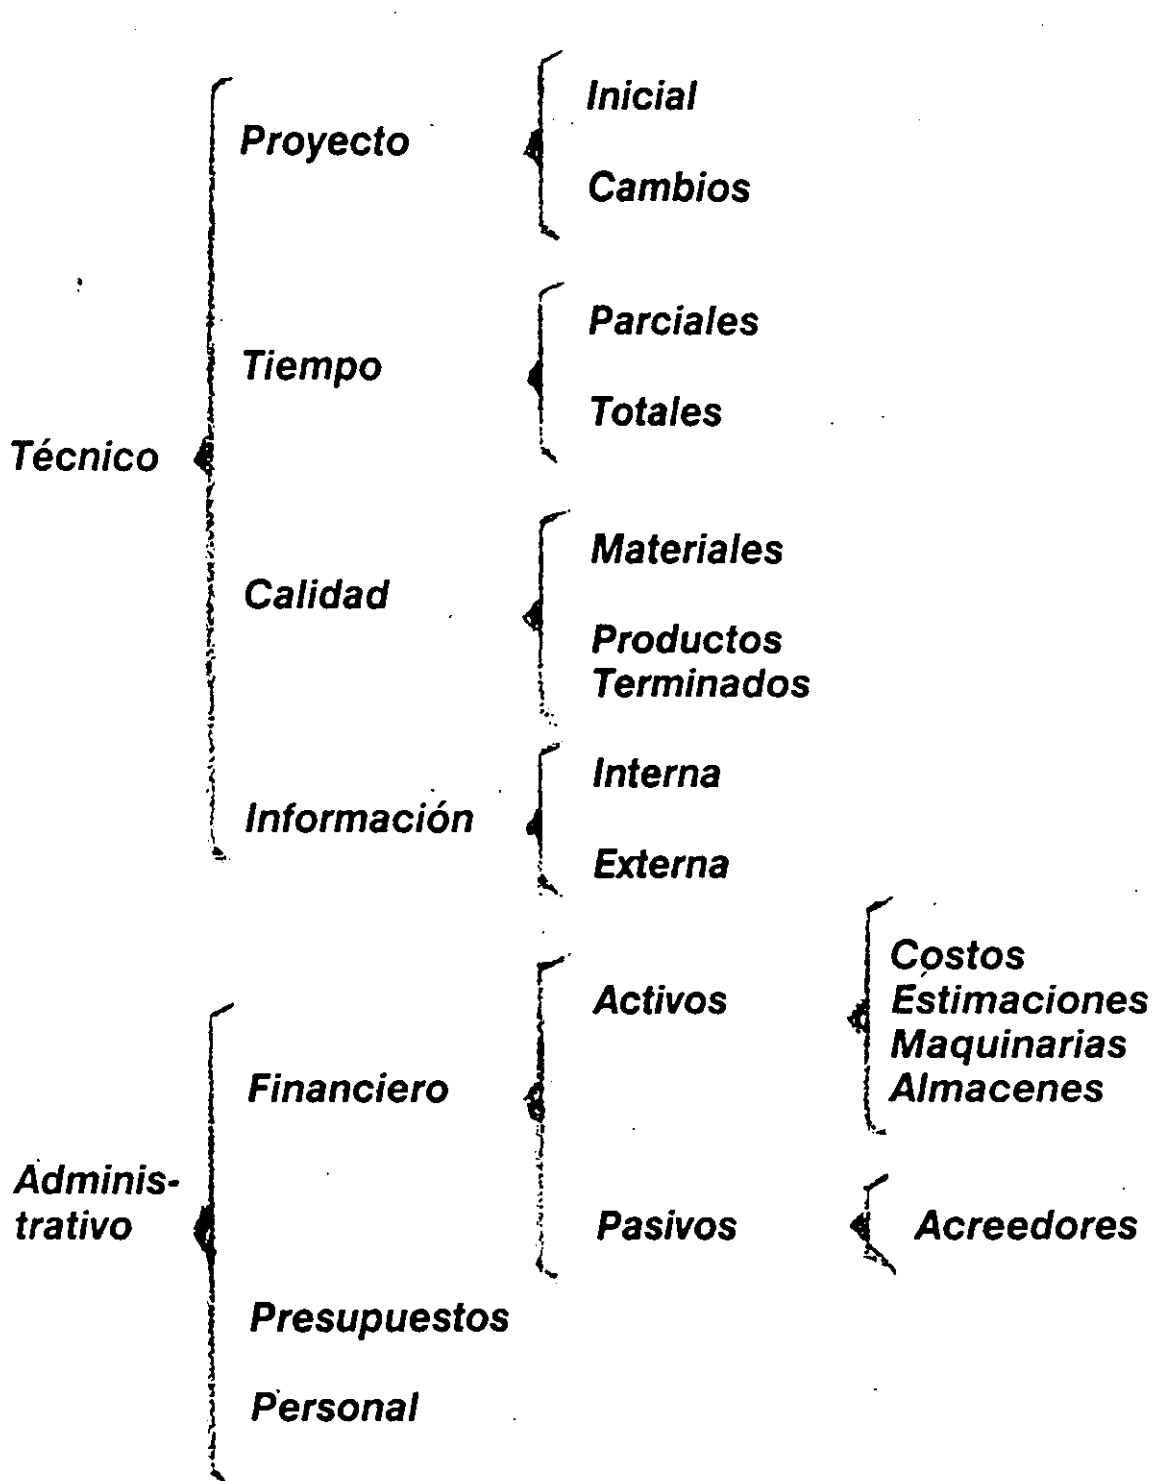 Técnico
Proyecto
Inicial
Cambios
Tiempo
Parciales
Totales
Calidad
Materiales
Productos
Terminados
Información
Interna
Externa
Adminis-
trativo
Financiero
Activos
Costos
Estimaciones
Maquinarias
Almacenes
Pasivos
Acreedores
Presupuestos
Personal